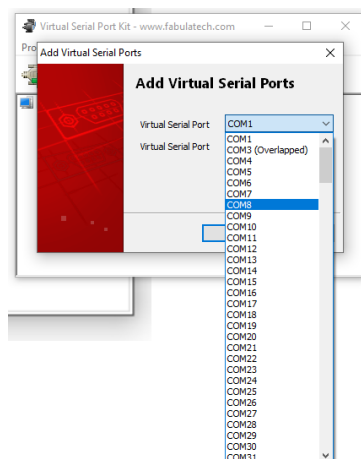 Virtual Serial Port Kit - www.fabulatech.com
Pro
Add Virtual Serial Ports
Add Virtual Serial Ports
Virtual Serial Port COM1
Virtual Serial Port
COM1
COM3 (Overlapped)
COM4
COM5
COM6
COM7
COM8
COM9
COM10
COM11
COM12
COM13
COM14
COM15
COM16
COM17
COM18
COM19
COM20
COM21
COM22
COM23
COM24
COM25
COM26
COM27
COM28
COM29
COM30
COM31